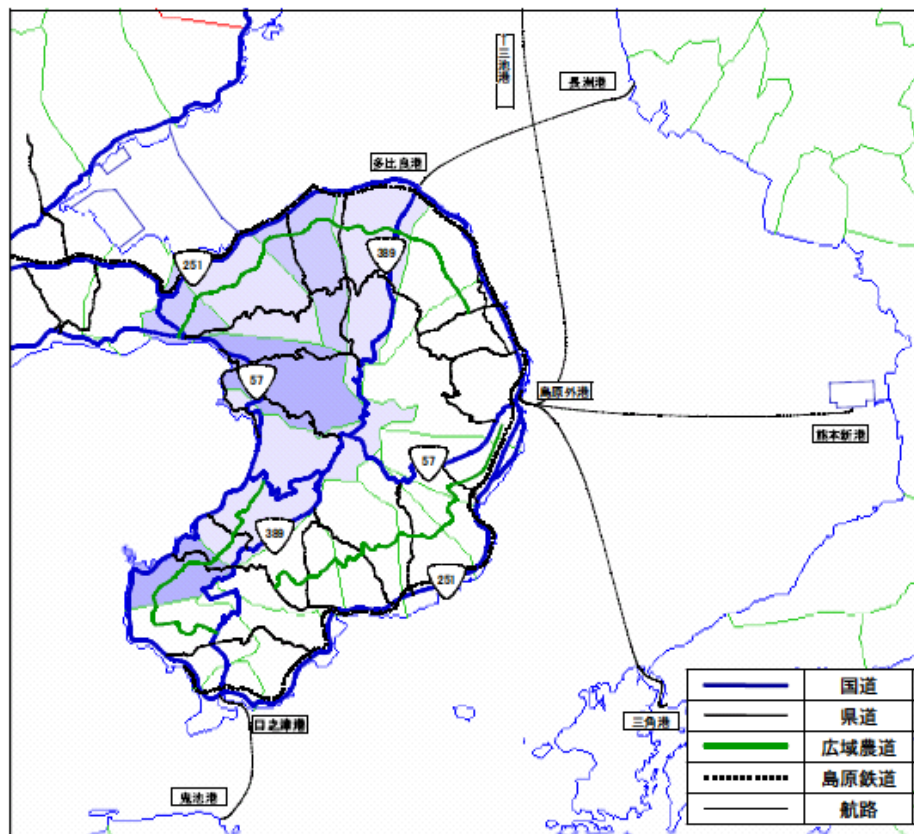 ↑三池港
長洲港
多比良港
251
389
57
島原外港
熊本新港
57
389
251
口之津港
三角港
鬼池港
国道
県道
広域農道
島原鉄道
航路